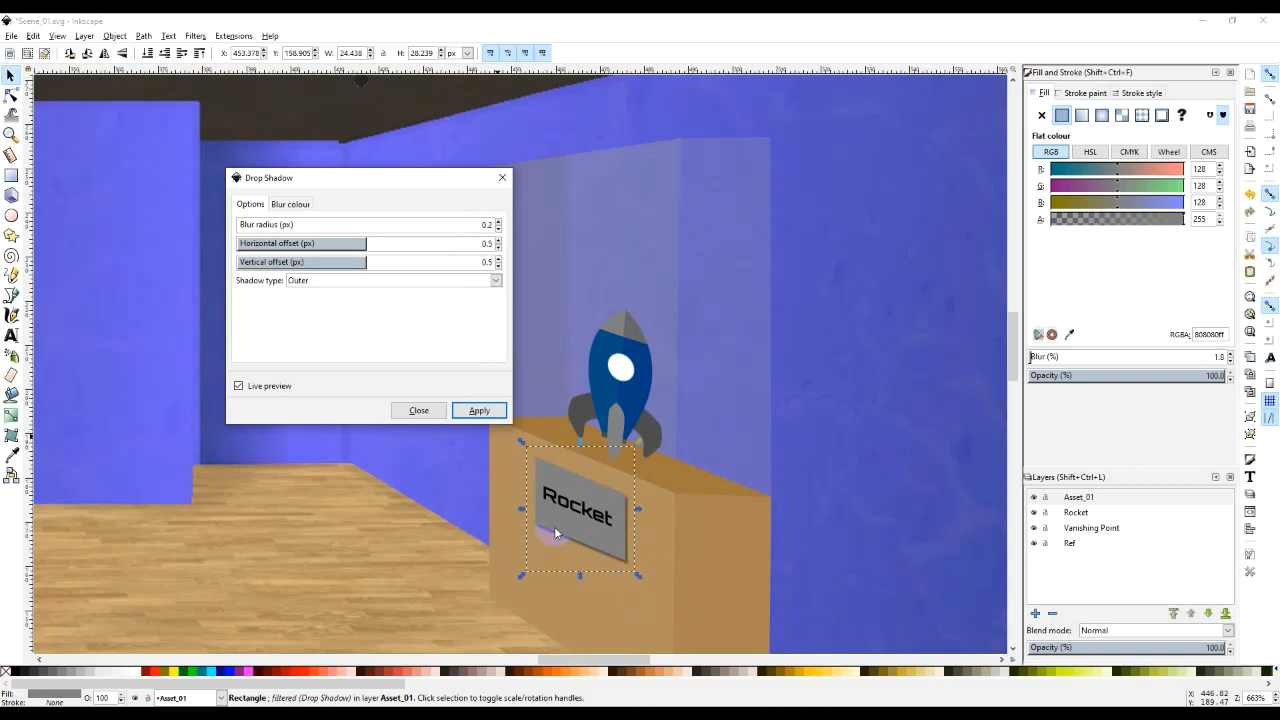 *Scene_01.svg - Inkscape
File Edit View Layer Object Path Text Filters Extensions Help
X: 453.378 Y: 158.905 W: 24.438 H: 28.239 px
Fill and Stroke (Shift+Ctrl+F)
Fill Stroke paint Stroke style
Flat colour
RGB HSL CMYK Wheel CMS
R: 128
G: 128
B: 128
A: 255
RGBA: 808080ff
Blur (%) 1.8
Opacity (%) 100.0
Drop Shadow
Options Blur colour
Blur radius (px) 0.2
Horizontal offset (px) 0.5
Vertical offset (px) 0.5
Shadow type: Outer
Live preview
Close Apply
Rocket
Layers (Shift+Ctrl+L)
Asset_01
Rocket
Vanishing Point
Ref
Blend mode: Normal
Opacity (%) 100.0
Fill:
Stroke: None
O: 100
•Asset_01
Rectangle ; filtered (Drop Shadow) in layer Asset_01. Click selection to toggle scale/rotation handles.
X: 446.82
Y: 189.47
Z: 663%